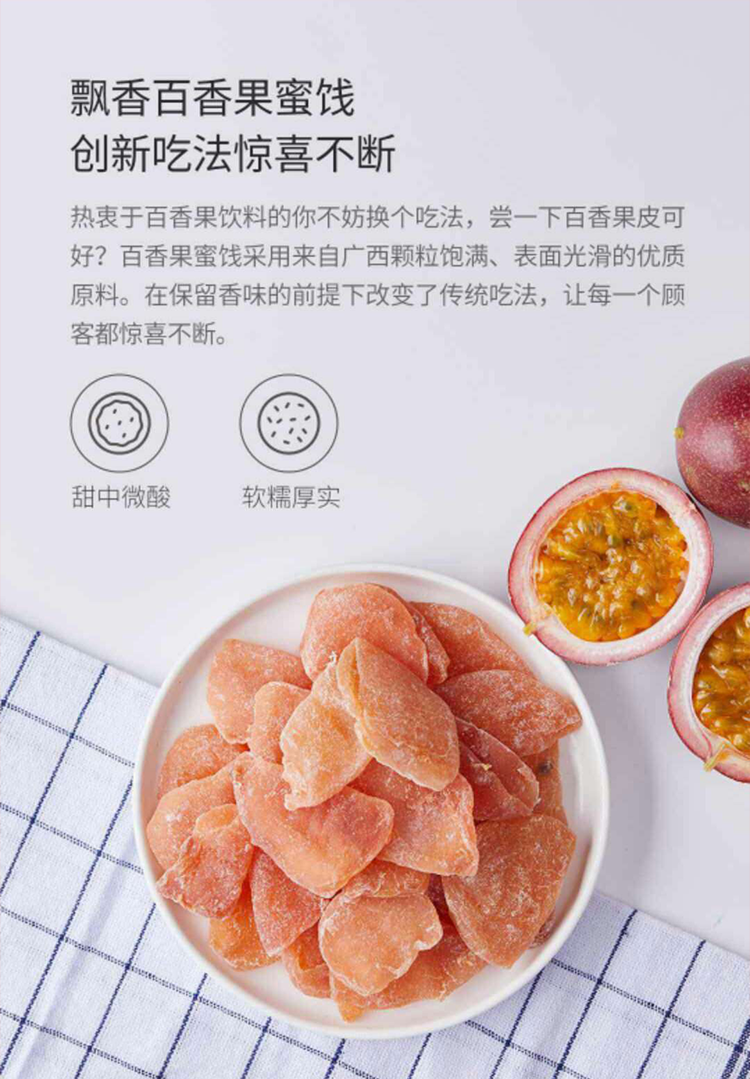 飘香百香果蜜饯
创新吃法惊喜不断
热衷于百香果饮料的你不妨换个吃法，尝一下百香果皮可
好？百香果蜜饯采用来自广西颗粒饱满、表面光滑的优质
原料。在保留香味的前提下改变了传统吃法，让每一个顾
客都惊喜不断。
甜中微酸
软糯厚实